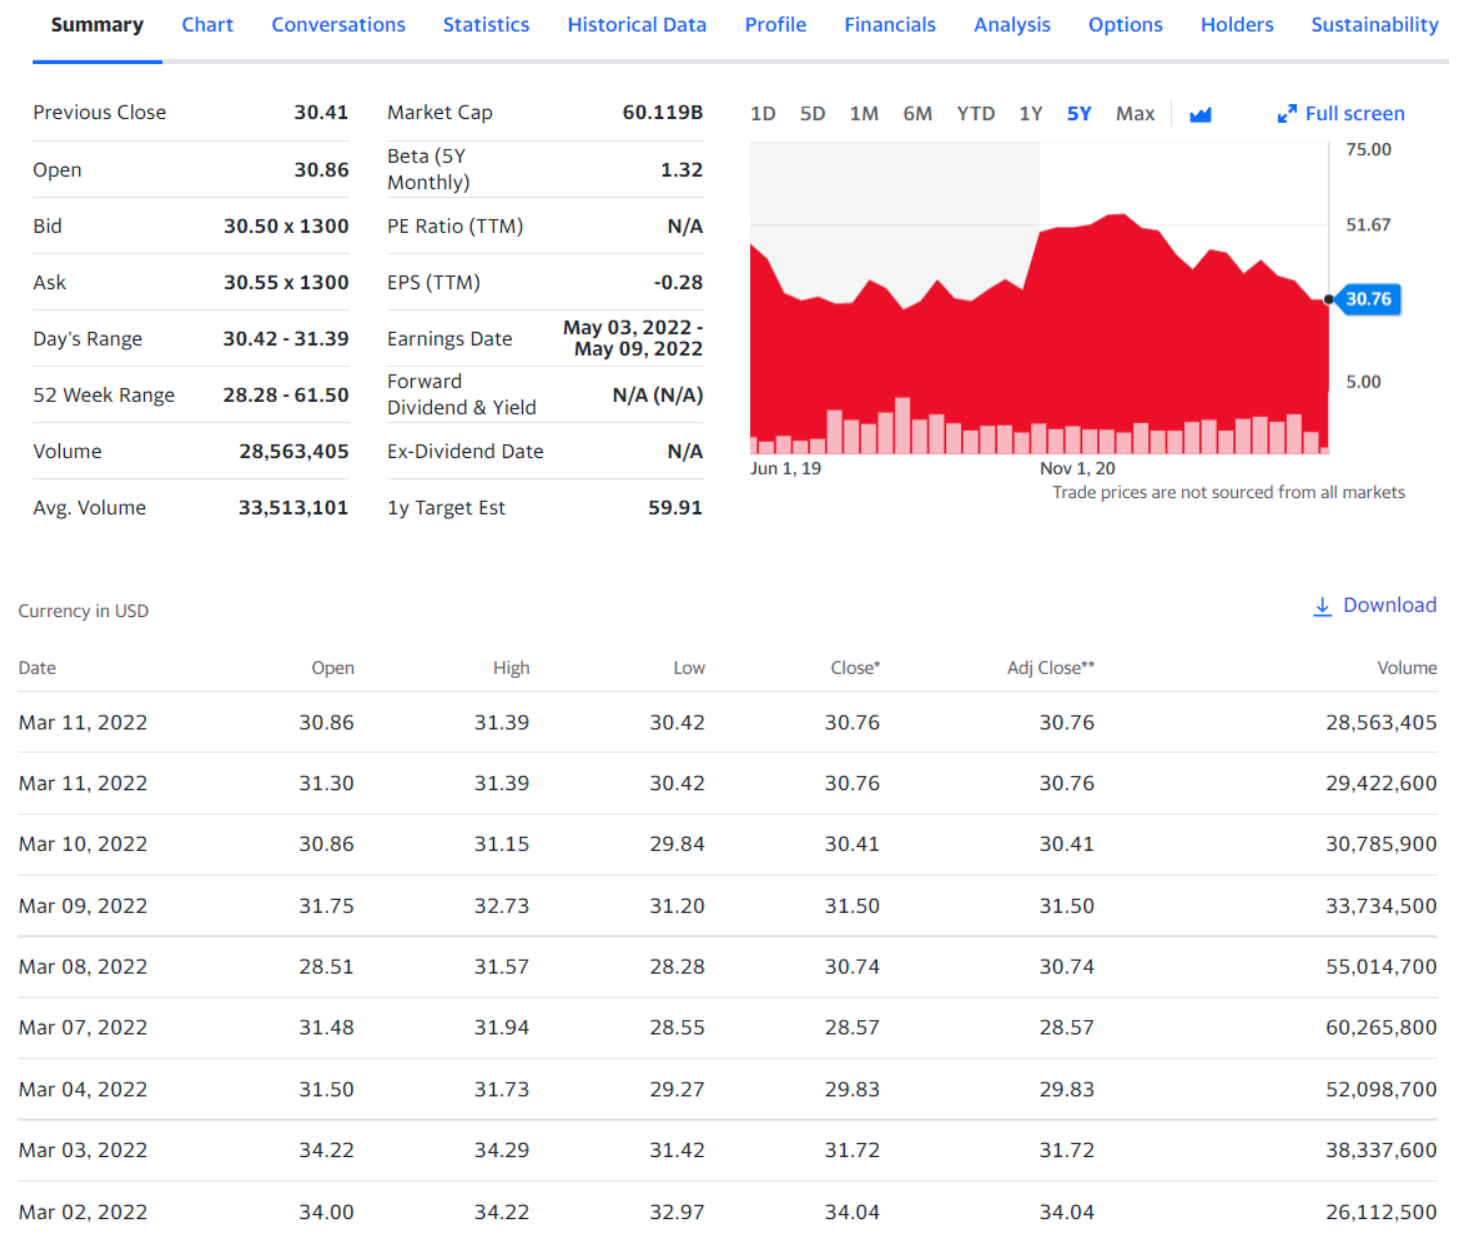 Summary Chart Conversations Statistics Historical Data Profile Financials Analysis Options Holders Sustainability
Previous Close 30.41
Open 30.86
Bid 30.50 x 1300
Ask 30.55 x 1300
Day's Range 30.42 - 31.39
52 Week Range 28.28 - 61.50
Volume 28,563,405
Avg. Volume 33,513,101
Market Cap 60.119B
Beta (5Y
Monthly) 1.32
PE Ratio (TTM) N/A
EPS (TTM) -0.28
Earnings Date May 03, 2022 -
May 09, 2022
Forward
Dividend & Yield N/A (N/A)
Ex-Dividend Date N/A
1y Target Est 59.91
1D 5D 1M 6M YTD 1Y 5Y Max Full screen
75.00
51.67
30.76
5.00
Jun 1, 19 Nov 1, 20
Trade prices are not sourced from all markets
Currency in USD Download
Date Open High Low Close* Adj Close** Volume
Mar 11, 2022 30.86 31.39 30.42 30.76 30.76 28,563,405
Mar 11, 2022 31.30 31.39 30.42 30.76 30.76 29,422,600
Mar 10, 2022 30.86 31.15 29.84 30.41 30.41 30,785,900
Mar 09, 2022 31.75 32.73 31.20 31.50 31.50 33,734,500
Mar 08, 2022 28.51 31.57 28.28 30.74 30.74 55,014,700
Mar 07, 2022 31.48 31.94 28.55 28.57 28.57 60,265,800
Mar 04, 2022 31.50 31.73 29.27 29.83 29.83 52,098,700
Mar 03, 2022 34.22 34.29 31.42 31.72 31.72 38,337,600
Mar 02, 2022 34.00 34.22 32.97 34.04 34.04 26,112,500